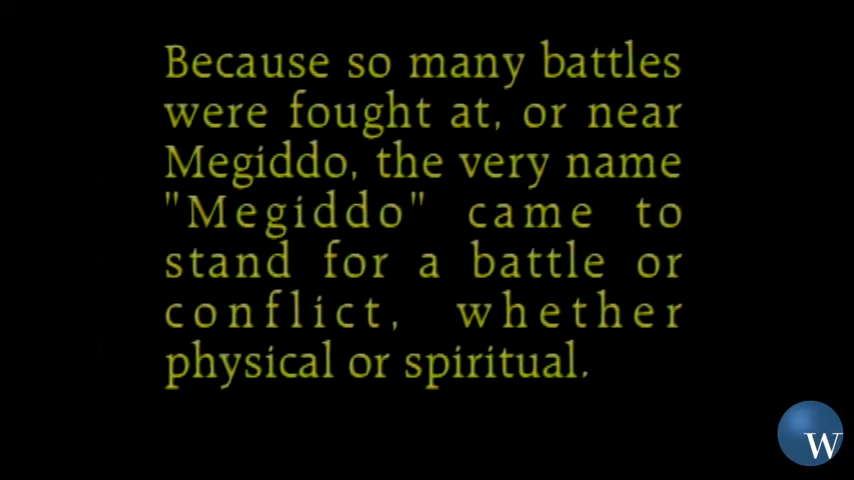 Because so many battles
were fought at, or near
Megiddo, the very name
"Megiddo" came to
stand for a battle or
conflict, whether
physical or spiritual.
W